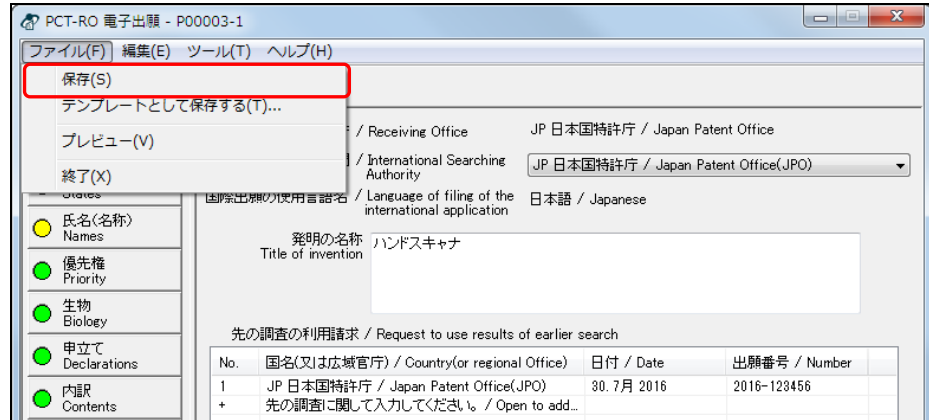 PCT-RO 電子出願 - P00003-1
ファイル(F) 編集(E) ツール(T) ヘルプ(H)
保存(S)
テンプレートとして保存する(T)...
プレビュー(V)
終了(X)
/ Receiving Office JP 日本国特許庁 / Japan Patent Office
/ International Searching Authority JP 日本国特許庁 / Japan Patent Office(JPO)
States
国際出願の使用言語名 / Language of filing of the international application 日本語 / Japanese
氏名(名称)
Names
発明の名称
Title of invention
ハンドスキャナ
優先権
Priority
生物
Biology
先の調査の利用請求 / Request to use results of earlier search
申立て
Declarations
No. 国名(又は広域官庁) / Country(or regional Office) 日付 / Date 出願番号 / Number
1 JP 日本国特許庁 / Japan Patent Office(JPO) 30.7月 2016 2016-123456
+ 先の調査に関して入力してください。 / Open to add...
内訳
Contents